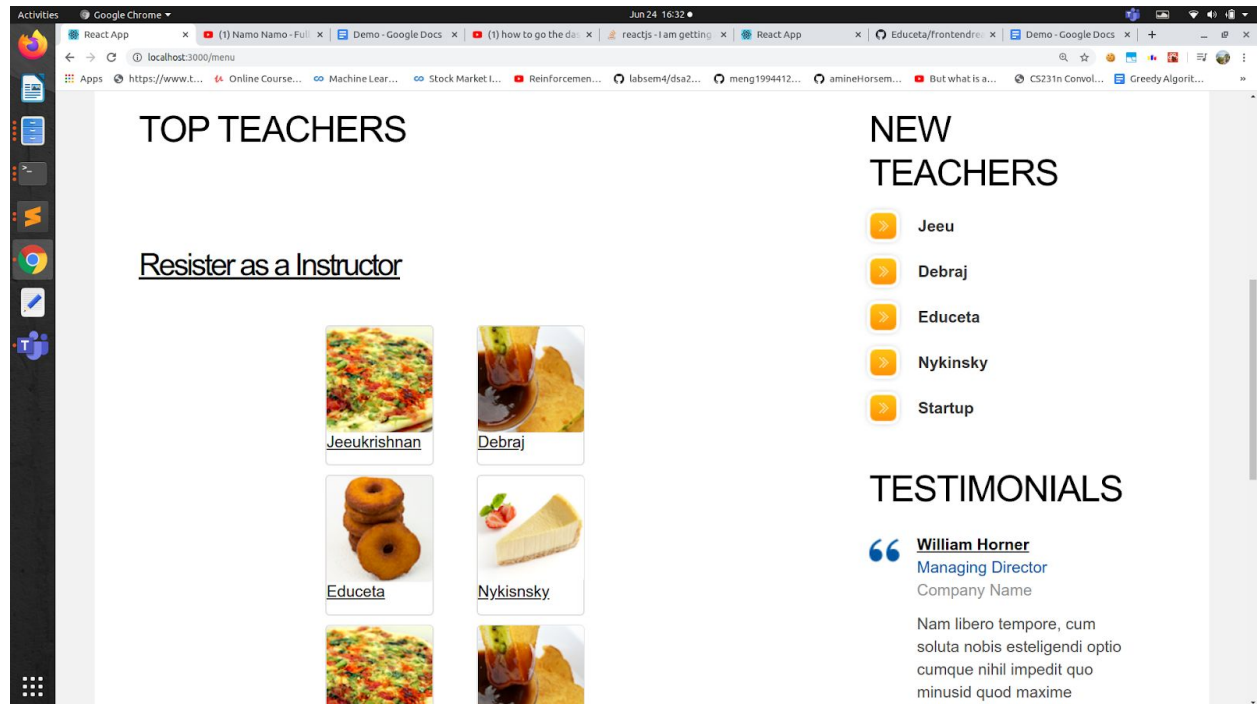 Activities
Google Chrome
Jun 24 16:32
React App
(1) Namo Namo - Full
Demo - Google Docs
(1) how to go the das
reactjs - I am getting
React App
Educeta/frontendrea
Demo - Google Docs
localhost:3000/menu
Apps
https://www.t...
Online Course...
Machine Lear...
Stock Market I...
Reinforcemen...
labsem4/dsa2...
meng1994412...
amineHorsem...
But what is a...
CS231n Convol...
Greedy Algorit...
TOP TEACHERS
Resister as a Instructor
Jeeukrishnan
Debraj
Educeta
Nykisnsky
NEW
TEACHERS
Jeeu
Debraj
Educeta
Nykinsky
Startup
TESTIMONIALS
William Horner
Managing Director
Company Name
Nam libero tempore, cum
soluta nobis esteligendi optio
cumque nihil impedit quo
minusid quod maxime